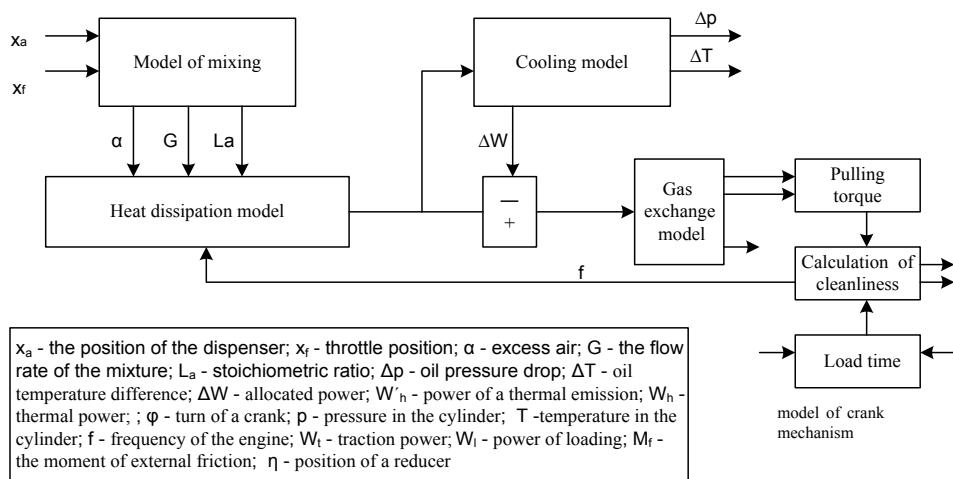 xa
xf
Model of mixing
α
G
La
Heat dissipation model
Cooling model
Δp
ΔT
ΔW
—
+
Gas
exchange
model
Pulling
torque
Calculation of
cleanliness
f
Load time
model of crank
mechanism
xa - the position of the dispenser; xf - throttle position; α - excess air; G - the flow
rate of the mixture; La - stoichiometric ratio; Δp - oil pressure drop; ΔT - oil
temperature difference; ΔW - allocated power; W´h - power of a thermal emission; Wh -
thermal power; ; φ - turn of a crank; p - pressure in the cylinder; T -temperature in the
cylinder; f - frequency of the engine; Wt - traction power; Wl - power of loading; Mf -
the moment of external friction; η - position of a reducer